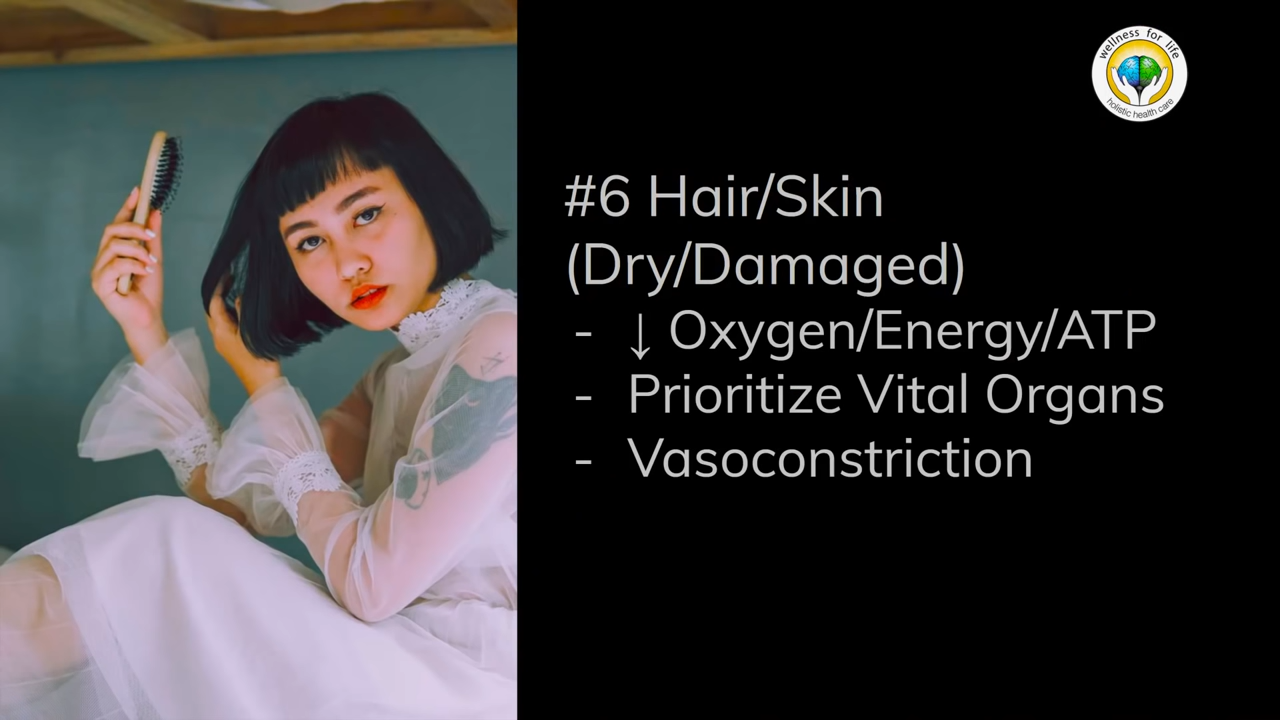 wellness for life
holistic health care
#6 Hair/Skin
(Dry/Damaged)
- ↓ Oxygen/Energy/ATP
- Prioritize Vital Organs
- Vasoconstriction